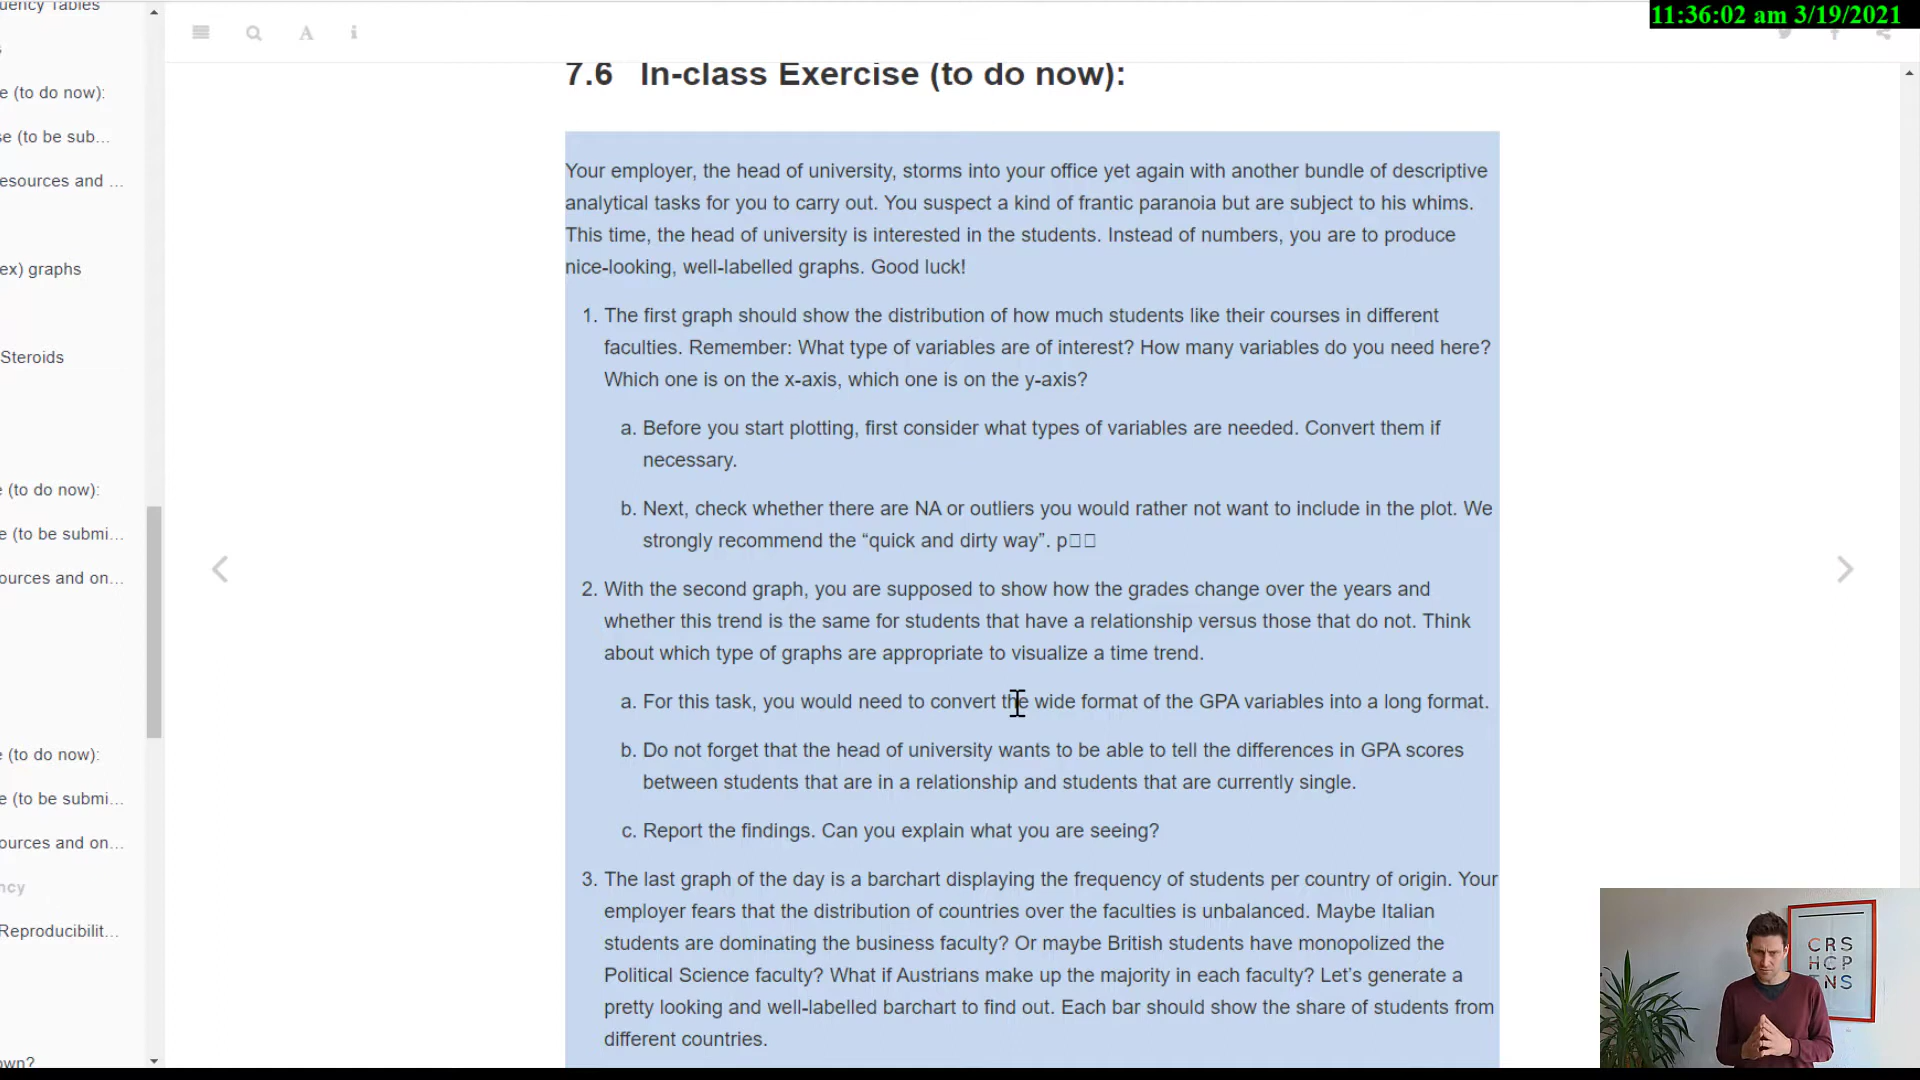 uency Tables
11:36:02 am 3/19/2021
A
i
7.6 In-class Exercise (to do now):
e (to do now):
se (to be sub...
esources and ...
ex) graphs
Steroids
e (to do now):
e (to be submi...
ources and on...
e (to do now):
e (to be submi...
ources and on...
ncy
Reproducibilit...
own?
Your employer, the head of university, storms into your office yet again with another bundle of descriptive
analytical tasks for you to carry out. You suspect a kind of frantic paranoia but are subject to his whims.
This time, the head of university is interested in the students. Instead of numbers, you are to produce
nice-looking, well-labelled graphs. Good luck!
1. The first graph should show the distribution of how much students like their courses in different
faculties. Remember: What type of variables are of interest? How many variables do you need here?
Which one is on the x-axis, which one is on the y-axis?
a. Before you start plotting, first consider what types of variables are needed. Convert them if
necessary.
b. Next, check whether there are NA or outliers you would rather not want to include in the plot. We
strongly recommend the “quick and dirty way”. p□□
2. With the second graph, you are supposed to show how the grades change over the years and
whether this trend is the same for students that have a relationship versus those that do not. Think
about which type of graphs are appropriate to visualize a time trend.
a. For this task, you would need to convert the wide format of the GPA variables into a long format.
b. Do not forget that the head of university wants to be able to tell the differences in GPA scores
between students that are in a relationship and students that are currently single.
c. Report the findings. Can you explain what you are seeing?
3. The last graph of the day is a barchart displaying the frequency of students per country of origin. Your
employer fears that the distribution of countries over the faculties is unbalanced. Maybe Italian
students are dominating the business faculty? Or maybe British students have monopolized the
Political Science faculty? What if Austrians make up the majority in each faculty? Let’s generate a
pretty looking and well-labelled barchart to find out. Each bar should show the share of students from
different countries.
CRS
HCP
ENS